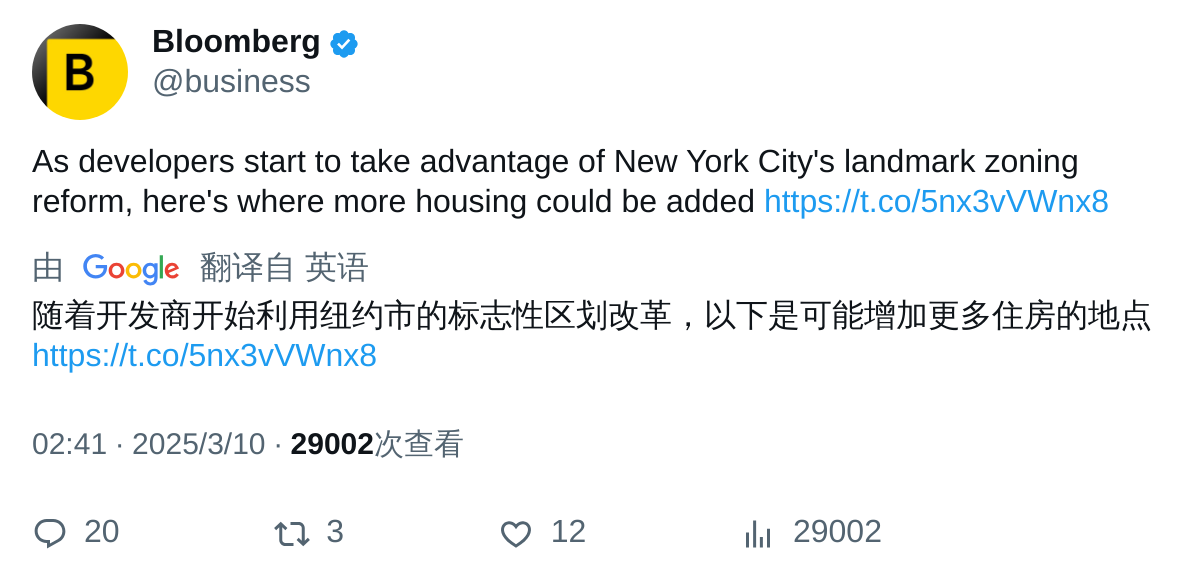 B
Bloomberg
@business
As developers start to take advantage of New York City's landmark zoning
reform, here's where more housing could be added https://t.co/5nx3vVWnx8
由 Google 翻译自 英语
随着开发商开始利用纽约市的标志性区划改革，以下是可能增加更多住房的地点
https://t.co/5nx3vVWnx8
02:41 · 2025/3/10 · 29002次查看
20 3 12 29002